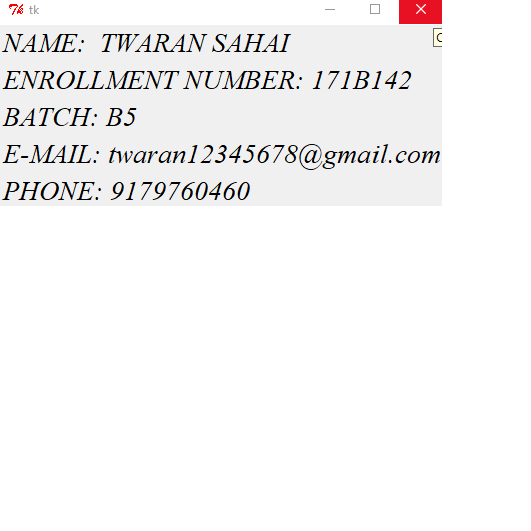 tk
NAME: TWARAN SAHAI
ENROLLMENT NUMBER: 171B142
BATCH: B5
E-MAIL: twaran12345678@gmail.com
PHONE: 9179760460